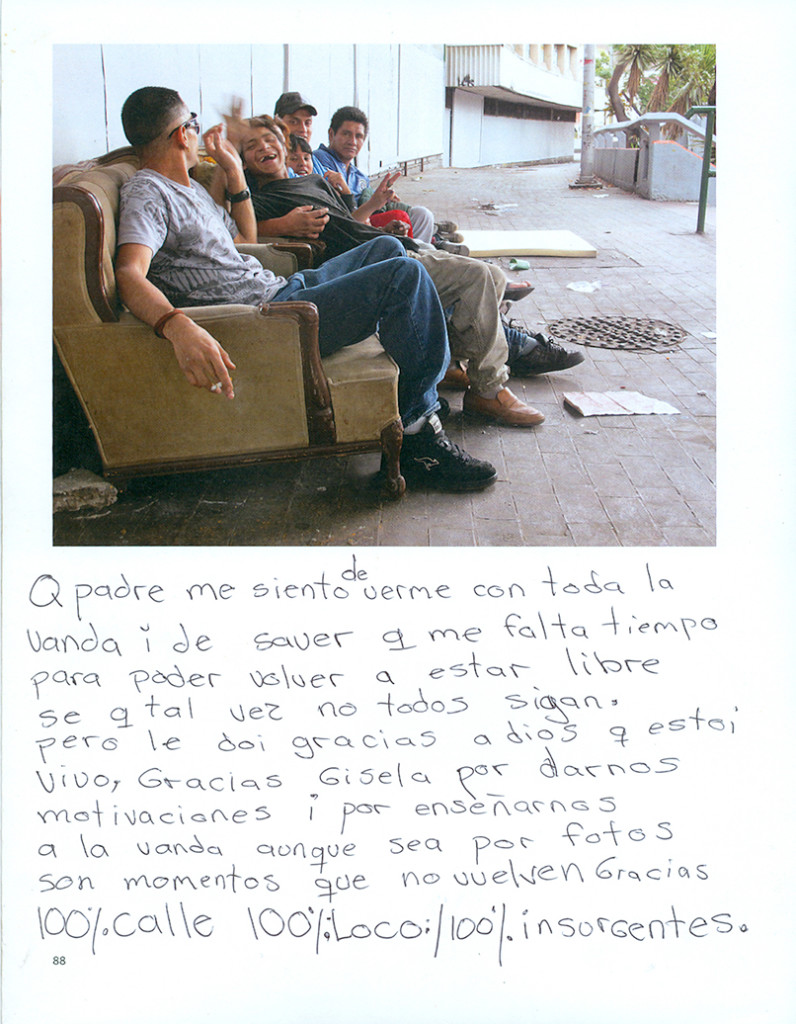 Q padre me siento de verme con toda la
vanda i de saver q me falta tiempo
para poder volver a estar libre
se q tal vez no todos sigan.
pero le doi gracias a dios q estoi
vivo, Gracias Gisela por darnos
motivaciones i por enseñarnos
a la vanda aunque sea por fotos
son momentos que no vuelven Gracias
100%.calle 100%.Loco:/100%.insurgentes.
88